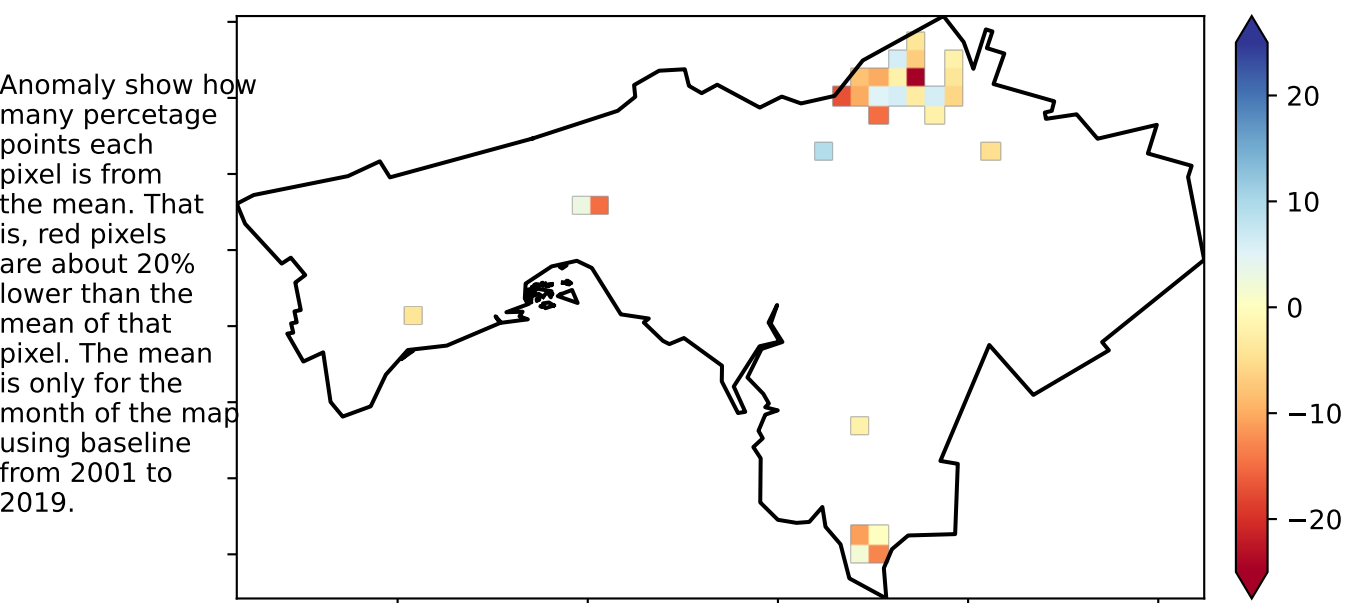 Anomaly show how
many percetage
points each
pixel is from
the mean. That
is, red pixels
are about 20%
lower than the
mean of that
pixel. The mean
is only for the
month of the map
using baseline
from 2001 to
2019.
20
10
0
−10
−20